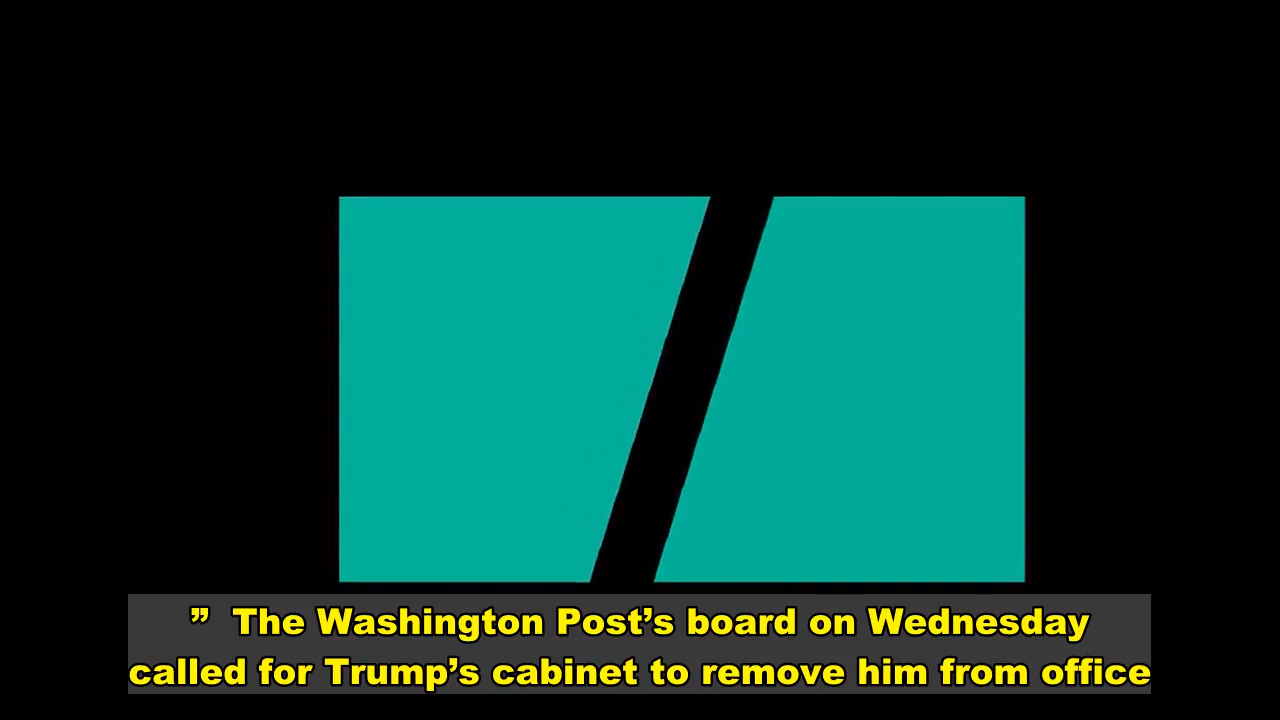 ”  The Washington Post’s board on Wednesday
called for Trump’s cabinet to remove him from office